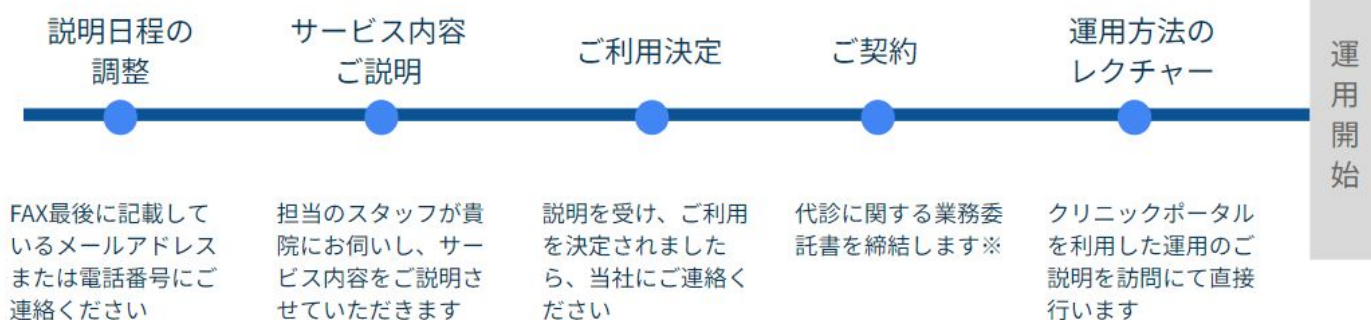 説明日程の
調整
サービス内容
ご説明
ご利用決定
ご契約
運用方法の
レクチャー
運用開始
FAX最後に記載して
いるメールアドレス
または電話番号にご
連絡ください
担当のスタッフが貴
院にお伺いし、サー
ビス内容をご説明さ
せていただきます
説明を受け、ご利用
を決定されました
ら、当社にご連絡く
ださい
代診に関する業務委
託書を締結します※
クリニックポータル
を利用した運用のご
説明を訪問にて直接
行います